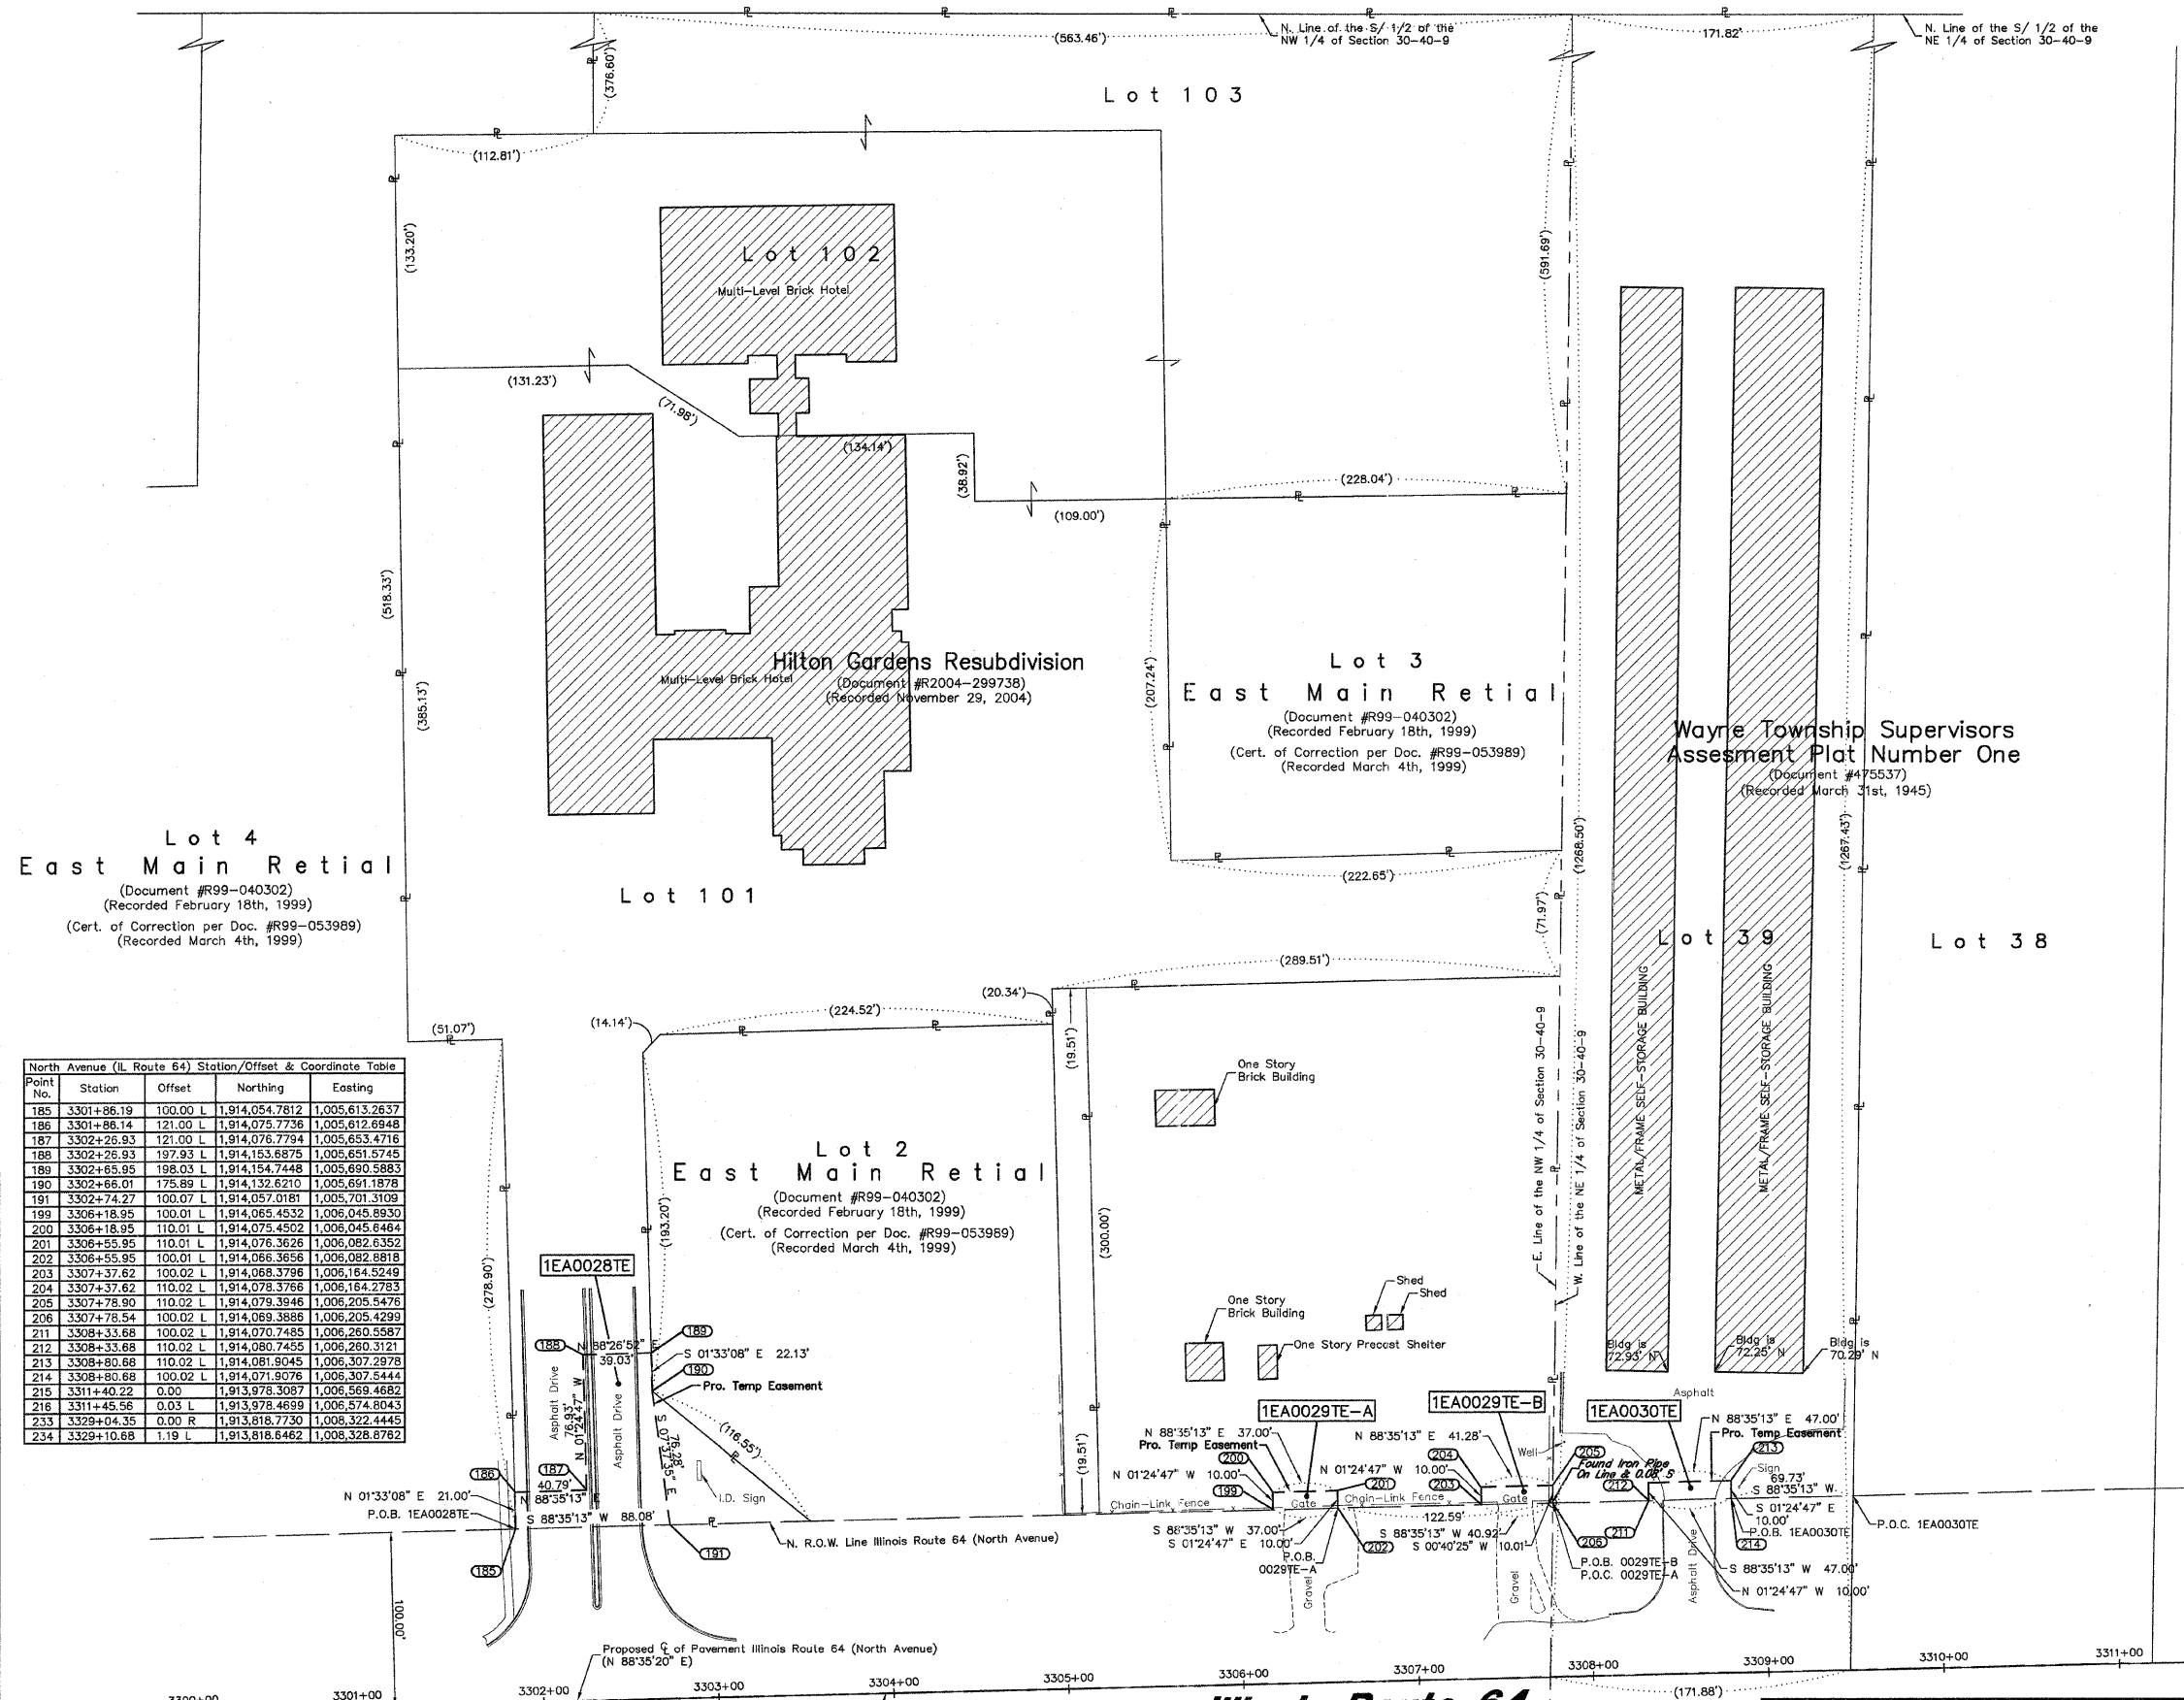 N. Line of the S/ 1/2 of the
NW 1/4 of Section 30-40-9
N. Line of the S/ 1/2 of the
NE 1/4 of Section 30-40-9
(563.46')
171.82'
(376.60')
Lot 103
(112.81')
(133.20')
(591.69')
Lot 102
Multi-Level Brick Hotel
(131.23')
(71.98')
(134.14')
(38.92')
(228.04')
(109.00')
(518.33')
(385.13')
(207.24')
Hilton Gardens Resubdivision
Multi-Level Brick Hotel
(Document #R2004-299738)
(Recorded November 29, 2004)
Lot 3
East Main Retial
(Document #R99-040302)
(Recorded February 18th, 1999)
(Cert. of Correction per Doc. #R99-053989)
(Recorded March 4th, 1999)
Wayne Township Supervisors
Assesment Plat Number One
(Document #475537)
(Recorded March 31st, 1945)
(1268.50')
(1267.43')
Lot 4
East Main Retial
(Document #R99-040302)
(Recorded February 18th, 1999)
(Cert. of Correction per Doc. #R99-053989)
(Recorded March 4th, 1999)
Lot 101
(222.65')
(71.97')
Lot 39
Lot 38
(289.51')
(20.34')
(224.52')
(14.14')
(51.07')
(19.51')
E. Line of the NW 1/4 of Section 30-40-9
W. Line of the NE 1/4 of Section 30-40-9
METAL/FRAME SELF-STORAGE BUILDING
METAL/FRAME SELF-STORAGE BUILDING
One Story
Brick Building
North Avenue (IL Route 64) Station/Offset & Coordinate Table
Point No. Station Offset Northing Easting
185 3301+86.19 100.00 L 1,914,054.7812 1,005,613.2637
186 3301+86.14 121.00 L 1,914,075.7736 1,005,612.6948
187 3302+26.93 121.00 L 1,914,076.7794 1,005,653.4716
188 3302+26.93 197.93 L 1,914,153.6875 1,005,651.5745
189 3302+65.95 198.03 L 1,914,154.7448 1,005,690.5883
190 3302+66.01 175.89 L 1,914,132.6210 1,005,691.1878
191 3302+74.27 100.07 L 1,914,057.0181 1,005,701.3109
199 3306+18.95 100.01 L 1,914,065.4532 1,006,045.8930
200 3306+18.95 110.01 L 1,914,075.4502 1,006,045.6464
201 3306+55.95 110.01 L 1,914,076.3626 1,006,082.6352
202 3306+55.95 100.01 L 1,914,066.3656 1,006,082.8818
203 3307+37.62 100.02 L 1,914,068.3796 1,006,164.5249
204 3307+37.62 110.02 L 1,914,078.3766 1,006,164.2783
205 3307+78.90 110.02 L 1,914,079.3946 1,006,205.5476
206 3307+78.54 100.02 L 1,914,069.3886 1,006,205.4299
211 3308+33.68 100.02 L 1,914,070.7485 1,006,260.5587
212 3308+33.68 110.02 L 1,914,080.7455 1,006,260.3121
213 3308+80.68 110.02 L 1,914,081.9045 1,006,307.2978
214 3308+80.68 100.02 L 1,914,071.9076 1,006,307.5444
215 3311+40.22 0.00 1,913,978.3087 1,006,569.4682
216 3311+45.56 0.03 L 1,913,978.4699 1,006,574.8043
233 3329+04.35 0.00 R 1,913,818.7730 1,008,322.4445
234 3329+10.68 1.19 L 1,913,818.6462 1,008,328.8762
Lot 2
East Main Retial
(Document #R99-040302)
(Recorded February 18th, 1999)
(Cert. of Correction per Doc. #R99-053989)
(Recorded March 4th, 1999)
(193.20')
(278.90')
(300.00')
1EA0028TE
188
N 88°26'52" E
39.03'
189
S 01°33'08" E 22.13'
190
Pro. Temp Easement
Asphalt Drive
76.93'
N 01°24'47" W
Asphalt Drive
76.28'
S 07°37'35" E
(116.55')
I.D. Sign
186
187
40.79'
N 88°35'13" E
N 01°33'08" E 21.00'
P.O.B. 1EA0028TE
S 88°35'13" W 88.08'
185
191
N. R.O.W. Line Illinois Route 64 (North Avenue)
100.00'
Proposed ℄ of Pavement Illinois Route 64 (North Avenue)
(N 88°35'20" E)
(19.51')
One Story
Brick Building
Shed
Shed
One Story Precast Shelter
1EA0029TE-A
1EA0029TE-B
1EA0030TE
N 88°35'13" E 37.00'
Pro. Temp Easement
200
N 01°24'47" W 10.00'
199
Chain-Link Fence
Gate
N 88°35'13" E 41.28'
204
N 01°24'47" W 10.00'
201
203
Chain-Link Fence
Gate
Well
122.59'
S 88°35'13" W 37.00'
S 01°24'47" E 10.00'
P.O.B.
0029TE-A
202
S 88°35'13" W 40.92'
S 00°40'25" W 10.01'
Gravel
Gravel
205
Found Iron Pipe
On Line & 0.08' S
212
211
206
P.O.B. 0029TE-B
P.O.C. 0029TE-A
Bldg is
72.93' N
Bldg is
72.25' N
Bldg is
70.29' N
Asphalt
N 88°35'13" E 47.00'
Pro. Temp Easement
213
Sign
69.73'
S 88°35'13" W
S 01°24'47" E
10.00'
P.O.B. 1EA0030TE
214
P.O.C. 1EA0030TE
Asphalt Drive
S 88°35'13" W 47.00'
N 01°24'47" W 10.00'
3301+00
3302+00
3303+00
3304+00
3305+00
3306+00
3307+00
3308+00
3309+00
3310+00
3311+00
(171.88')